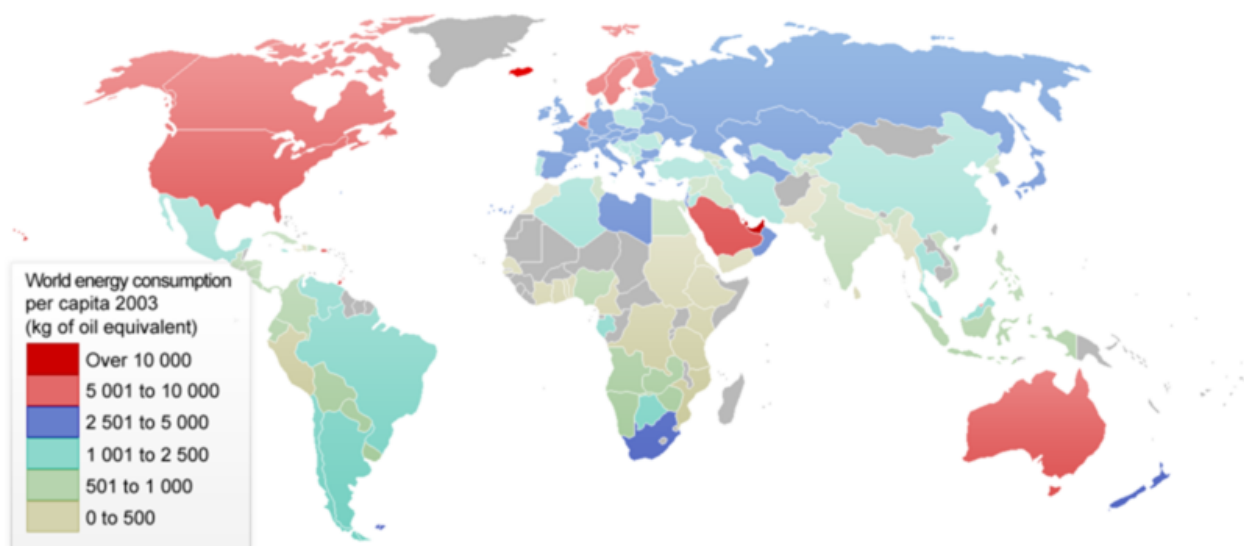 World energy consumption
per capita 2003
(kg of oil equivalent)
Over 10 000
5 001 to 10 000
2 501 to 5 000
1 001 to 2 500
501 to 1 000
0 to 500